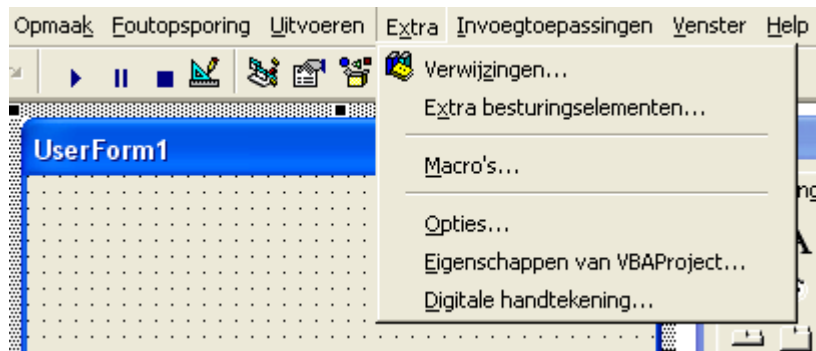 Opmaak Foutopsporing Uitvoeren Extra Invoegtoepassingen Venster Help
Verwijzingen...
Extra besturingselementen...
UserForm1
Macro's...
Opties...
Eigenschappen van VBAProject...
Digitale handtekening...